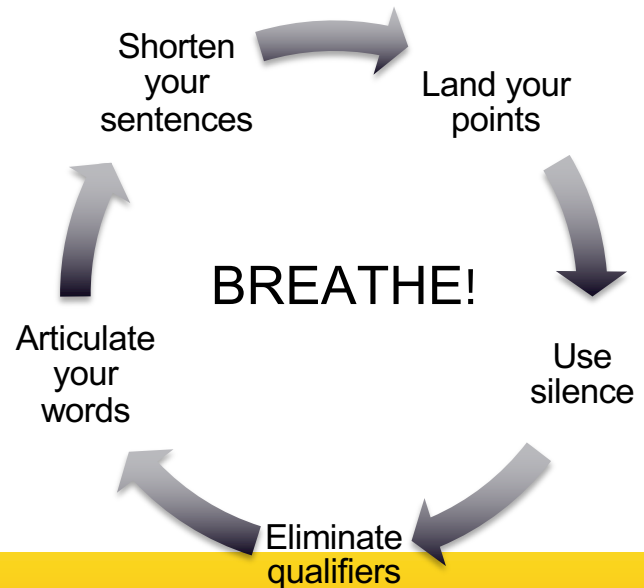 Shorten
your
sentences
Land your
points
BREATHE!
Use
silence
Eliminate
qualifiers
Articulate
your
words